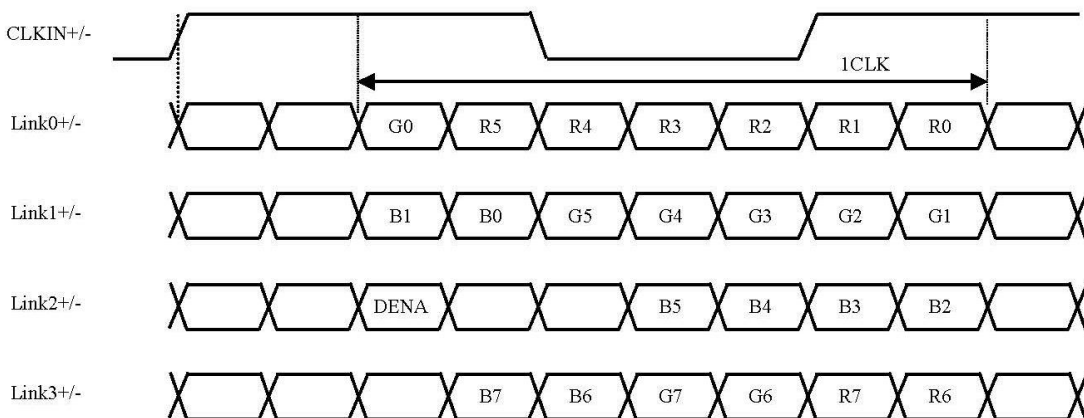 CLKIN+/-
1CLK
Link0+/- G0 R5 R4 R3 R2 R1 R0
Link1+/- B1 B0 G5 G4 G3 G2 G1
Link2+/- DENA B5 B4 B3 B2
Link3+/- B7 B6 G7 G6 R7 R6